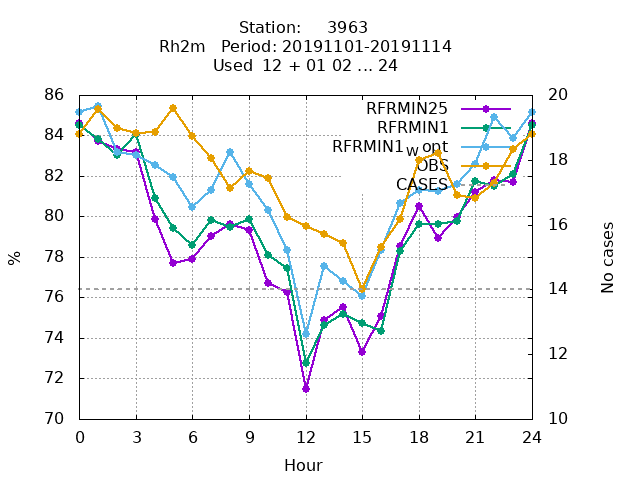 Station: 3963
Rh2m Period: 20191101-20191114
Used 12 + 01 02 ... 24
86
84
82
80
78
76
74
72
70
20
18
16
14
12
10
RFRMIN25
RFRMIN1
RFRMIN1_W opt
OBS
CASES
%
No cases
0 3 6 9 12 15 18 21 24
Hour